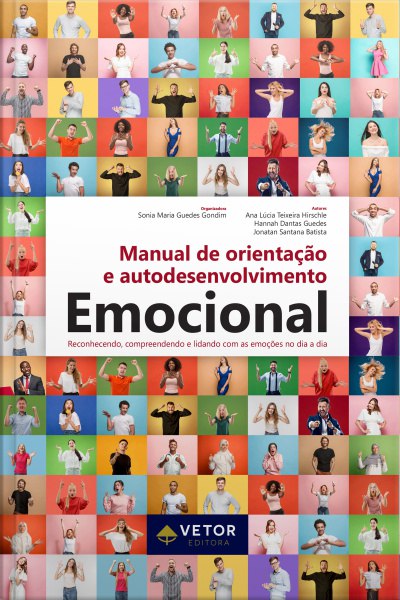 Organizadora
Sonia Maria Guedes Gondim
Autores
Ana Lúcia Teixeira Hirschle
Hannah Dantas Guedes
Jonatan Santana Batista
Manual de orientação
e autodesenvolvimento
Emocional
Reconhecendo, compreendendo e lidando com as emoções no dia a dia
VETOR
EDITORA